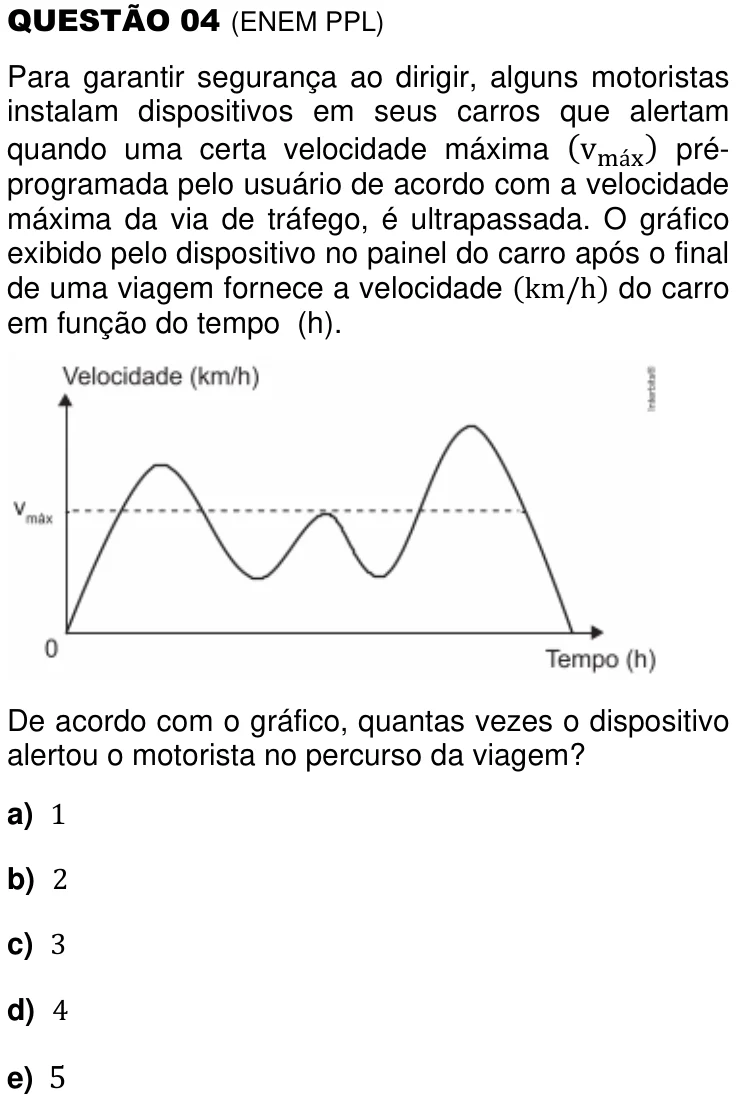 QUESTÃO 04 (ENEM PPL)
Para garantir segurança ao dirigir, alguns motoristas
instalam dispositivos em seus carros que alertam
quando uma certa velocidade máxima (vmáx) pré-
programada pelo usuário de acordo com a velocidade
máxima da via de tráfego, é ultrapassada. O gráfico
exibido pelo dispositivo no painel do carro após o final
de uma viagem fornece a velocidade (km/h) do carro
em função do tempo (h).
Velocidade (km/h)
Interbits®
Vmáx
0
Tempo (h)
De acordo com o gráfico, quantas vezes o dispositivo
alertou o motorista no percurso da viagem?
a) 1
b) 2
c) 3
d) 4
e) 5